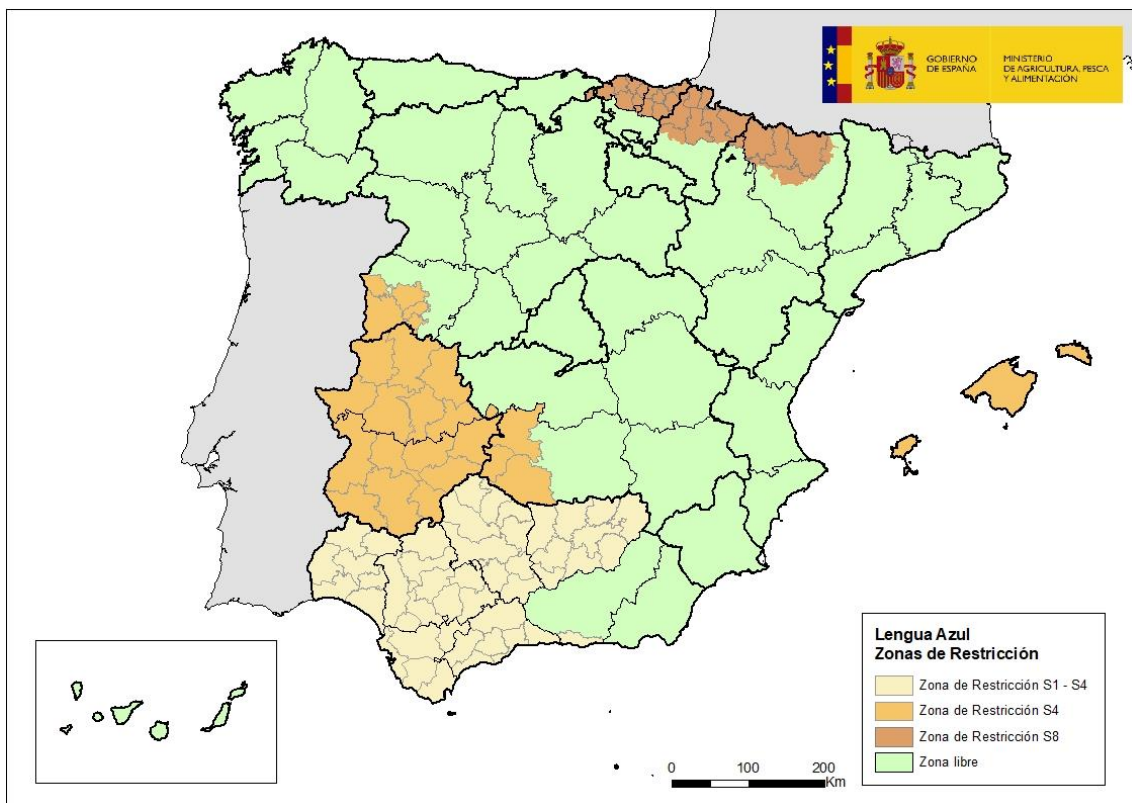 GOBIERNO
DE ESPAÑA
MINISTERIO
DE AGRICULTURA, PESCA
Y ALIMENTACIÓN
Lengua Azul
Zonas de Restricción
Zona de Restricción S1 - S4
Zona de Restricción S4
Zona de Restricción S8
Zona libre
0 100 200
Km